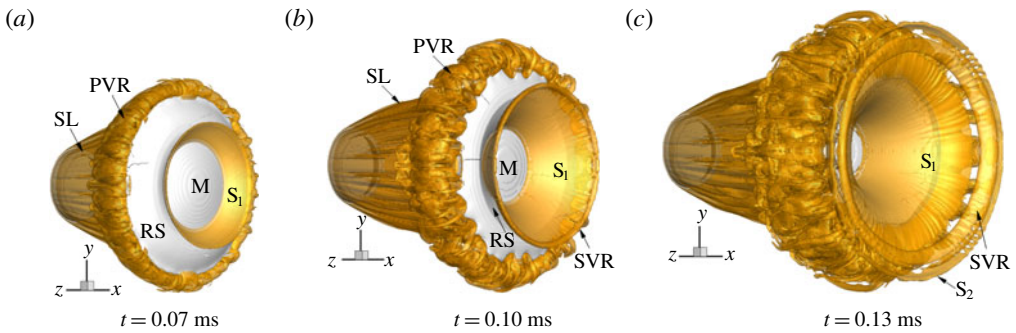 (a)
PVR
SL
M
S1
RS
y
z
x
t = 0.07 ms
(b)
PVR
SL
M
S1
RS
SVR
y
z
x
t = 0.10 ms
(c)
S1
SVR
S2
y
z
x
t = 0.13 ms